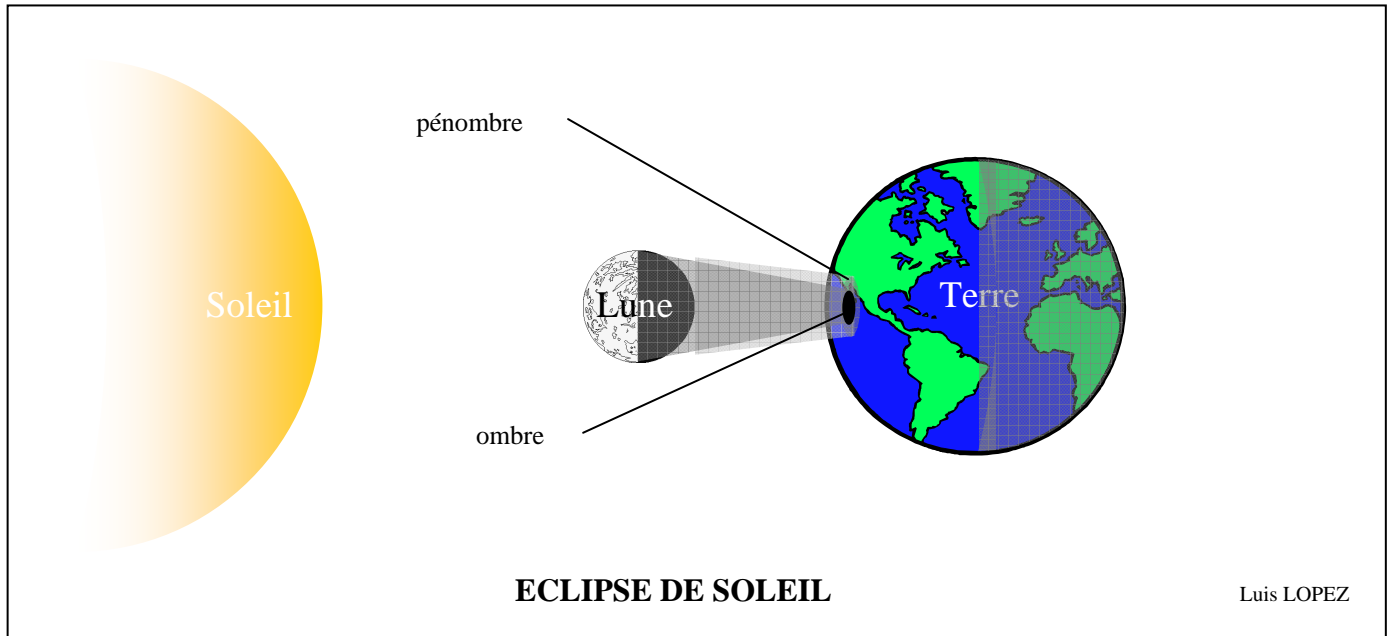 pénombre
Soleil
Lune
Terre
ombre
ECLIPSE DE SOLEIL
Luis LOPEZ